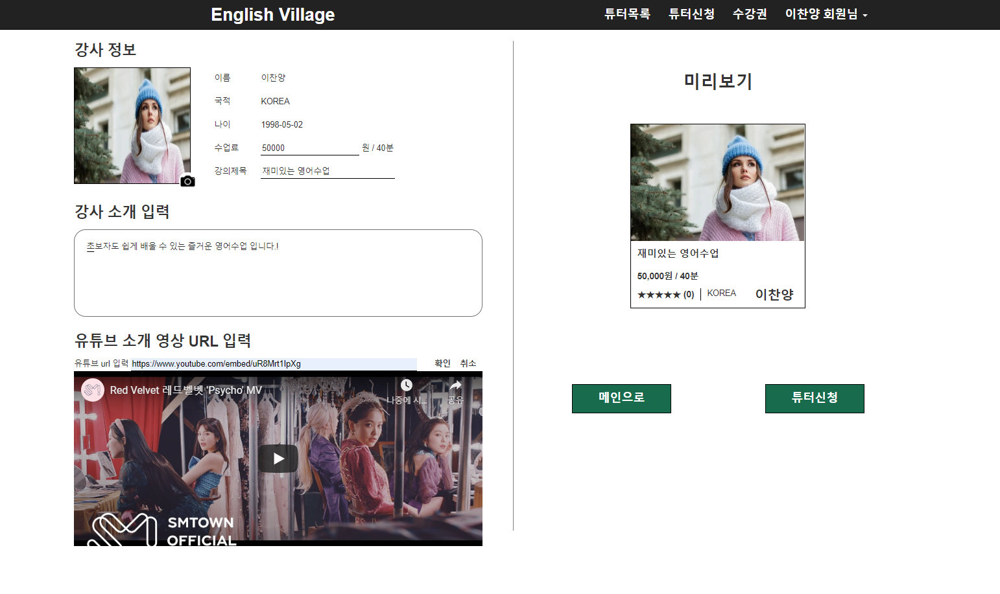 English Village
튜터목록 튜터신청 수강권 이찬양 회원님
강사 정보
이름 이찬양
국적 KOREA
나이 1998-05-02
수업료 50000 원 / 40분
강의제목 재미있는 영어수업
강사 소개 입력
초보자도 쉽게 배울 수 있는 즐거운 영어수업 입니다.!
유튜브 소개 영상 URL 입력
유튜브 url 입력 https://www.youtube.com/embed/uR8Mrt1IpXg 확인 취소
Red Velvet 레드벨벳 'Psycho' MV
나중에 시... 공유
SMTOWN
OFFICIAL
미리보기
재미있는 영어수업
50,000원 / 40분
★★★★★ (0) KOREA 이찬양
메인으로 튜터신청